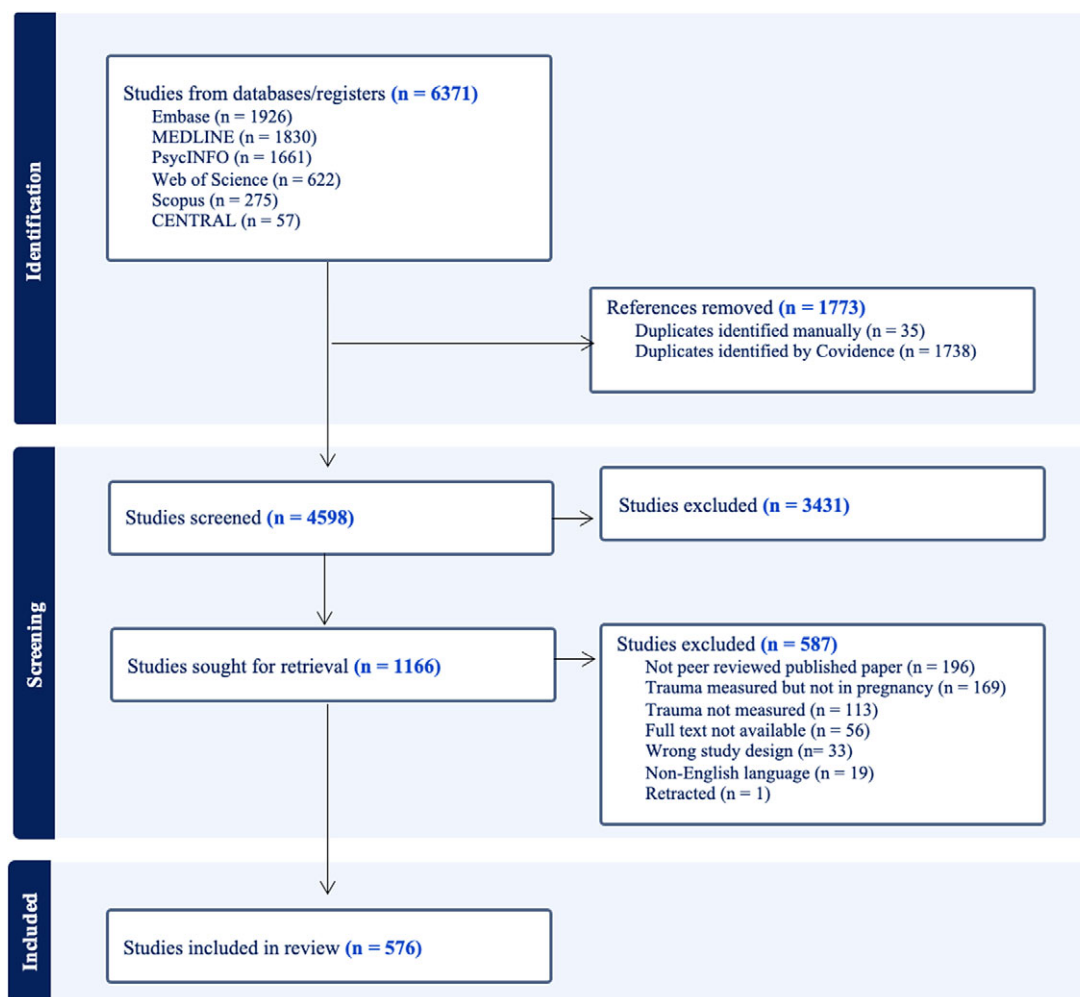 Identification
Studies from databases/registers (n = 6371)
Embase (n = 1926)
MEDLINE (n = 1830)
PsycINFO (n = 1661)
Web of Science (n = 622)
Scopus (n = 275)
CENTRAL (n = 57)
References removed (n = 1773)
Duplicates identified manually (n = 35)
Duplicates identified by Covidence (n = 1738)
Screening
Studies screened (n = 4598)
Studies excluded (n = 3431)
Studies sought for retrieval (n = 1166)
Studies excluded (n = 587)
Not peer reviewed published paper (n = 196)
Trauma measured but not in pregnancy (n = 169)
Trauma not measured (n = 113)
Full text not available (n = 56)
Wrong study design (n= 33)
Non-English language (n = 19)
Retracted (n = 1)
Included
Studies included in review (n = 576)